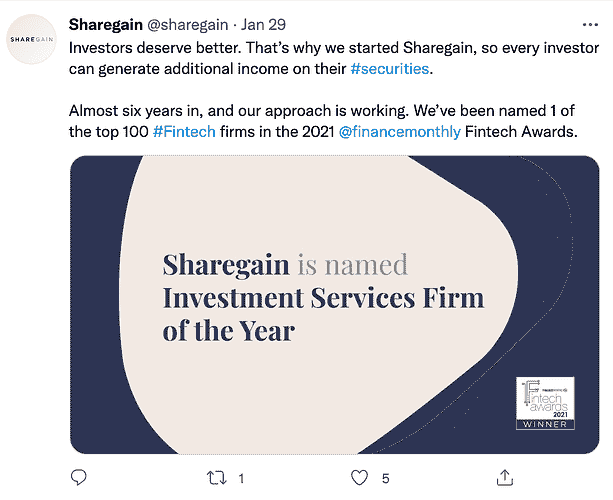 Sharegain @sharegain · Jan 29 ...
SHAREGAIN
Investors deserve better. That's why we started Sharegain, so every investor
can generate additional income on their #securities.
Almost six years in, and our approach is working. We've been named 1 of
the top 100 #Fintech firms in the 2021 @financemonthly Fintech Awards.
Sharegain is named
Investment Services Firm
of the Year
Fintech
awards
2021
WINNER
1
5